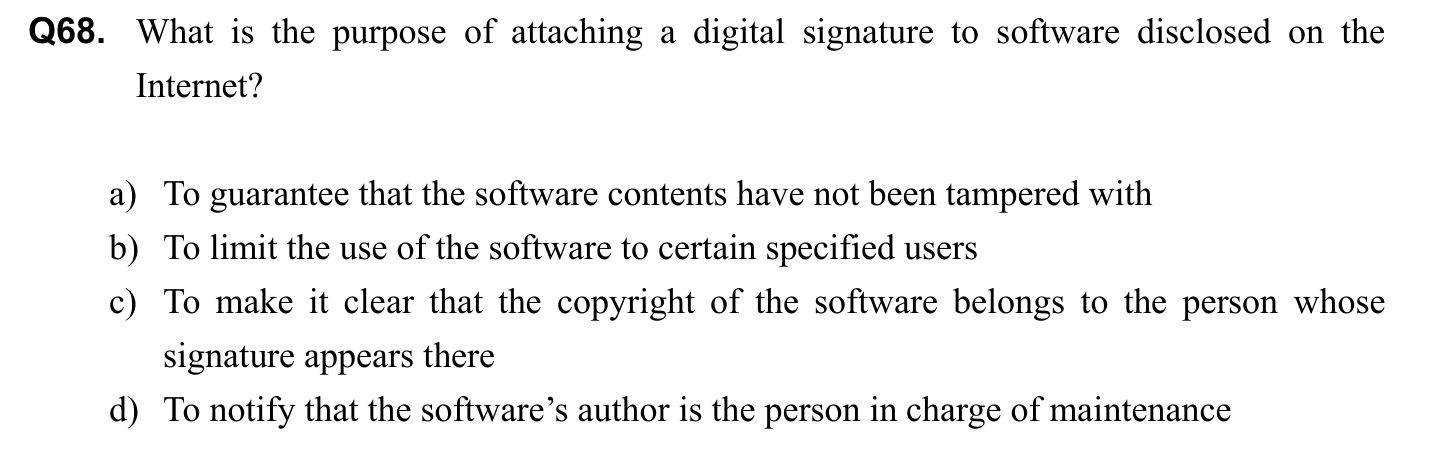 Q68. What is the purpose of attaching a digital signature to software disclosed on the
Internet?
a) To guarantee that the software contents have not been tampered with
b) To limit the use of the software to certain specified users
c) To make it clear that the copyright of the software belongs to the person whose
signature appears there
d) To notify that the software’s author is the person in charge of maintenance